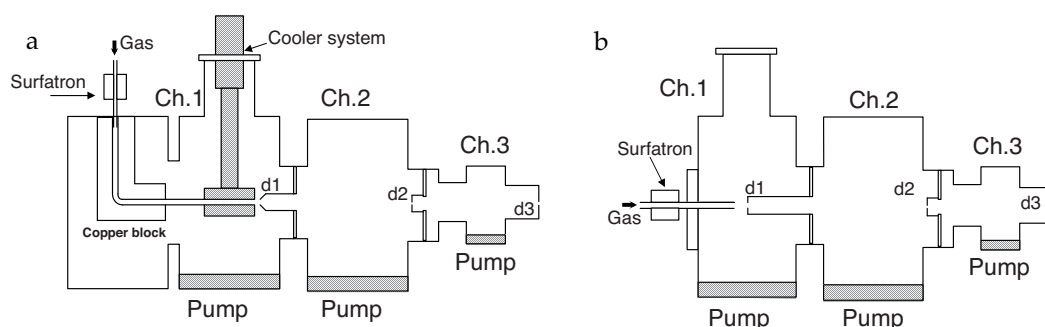 a
Gas
Surfatron
Cooler system
Ch.1
Ch.2
Ch.3
d1
d2
d3
Copper block
Pump
Pump
Pump
b
Ch.1
Ch.2
Ch.3
Surfatron
Gas
d1
d2
d3
Pump
Pump
Pump